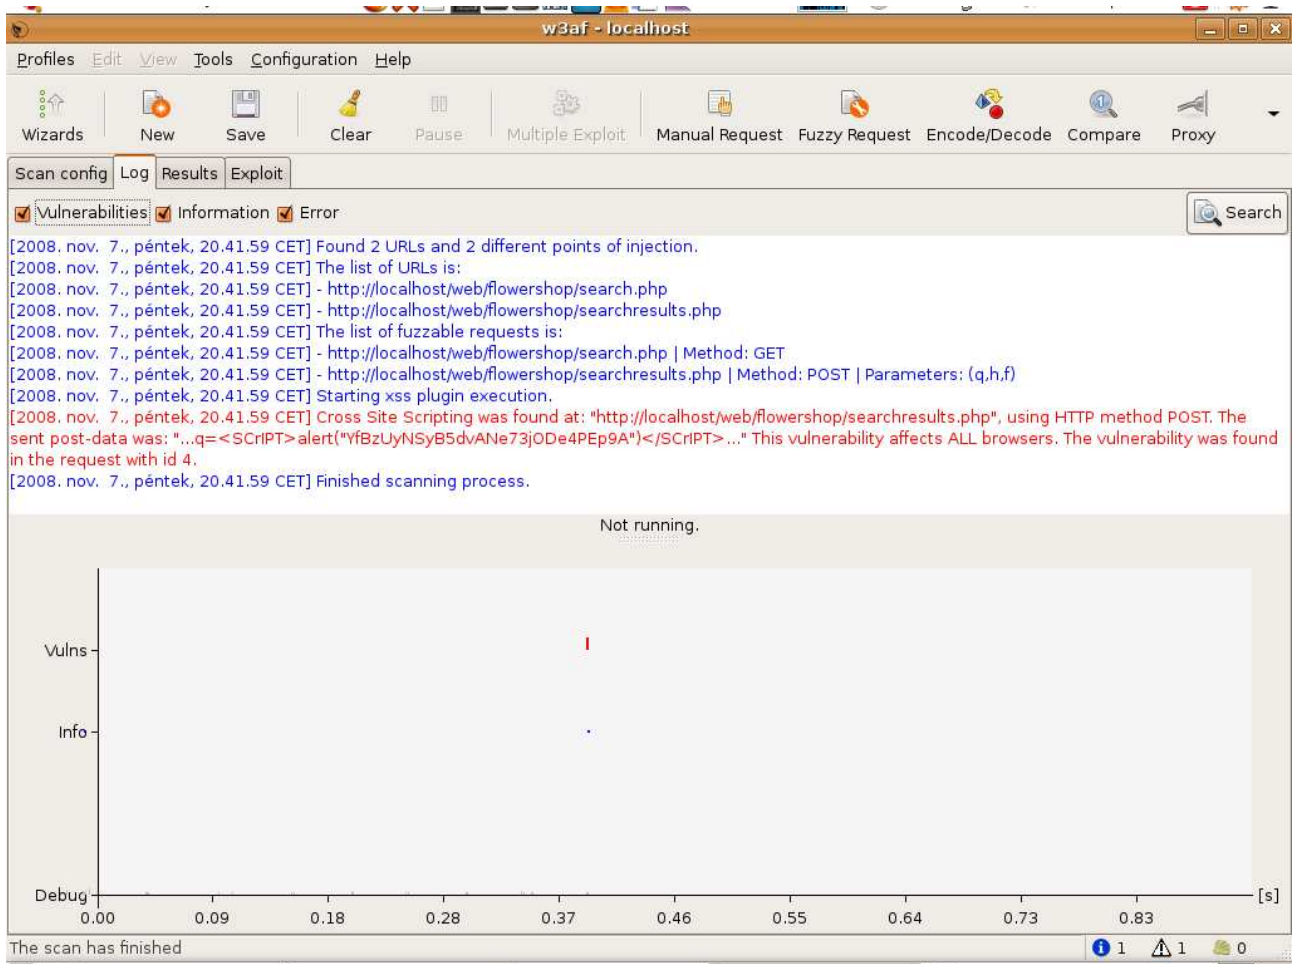 w3af - localhost
Profiles Edit View Tools Configuration Help
Wizards New Save Clear Pause Multiple Exploit Manual Request Fuzzy Request Encode/Decode Compare Proxy
Scan config Log Results Exploit
Vulnerabilities Information Error Search
[2008. nov. 7., péntek, 20.41.59 CET] Found 2 URLs and 2 different points of injection.
[2008. nov. 7., péntek, 20.41.59 CET] The list of URLs is:
[2008. nov. 7., péntek, 20.41.59 CET] - http://localhost/web/flowershop/search.php
[2008. nov. 7., péntek, 20.41.59 CET] - http://localhost/web/flowershop/searchresults.php
[2008. nov. 7., péntek, 20.41.59 CET] The list of fuzzable requests is:
[2008. nov. 7., péntek, 20.41.59 CET] - http://localhost/web/flowershop/search.php | Method: GET
[2008. nov. 7., péntek, 20.41.59 CET] - http://localhost/web/flowershop/searchresults.php | Method: POST | Parameters: (q,h,f)
[2008. nov. 7., péntek, 20.41.59 CET] Starting xss plugin execution.
[2008. nov. 7., péntek, 20.41.59 CET] Cross Site Scripting was found at: "http://localhost/web/flowershop/searchresults.php", using HTTP method POST. The
sent post-data was: "...q=<SCrIPT>alert("YfBzUyNSyB5dvANe73jODe4PEp9A")</SCrIPT>..." This vulnerability affects ALL browsers. The vulnerability was found
in the request with id 4.
[2008. nov. 7., péntek, 20.41.59 CET] Finished scanning process.
Not running.
Vulns
Info
Debug [s]
0.00 0.09 0.18 0.28 0.37 0.46 0.55 0.64 0.73 0.83
The scan has finished 1 1 0